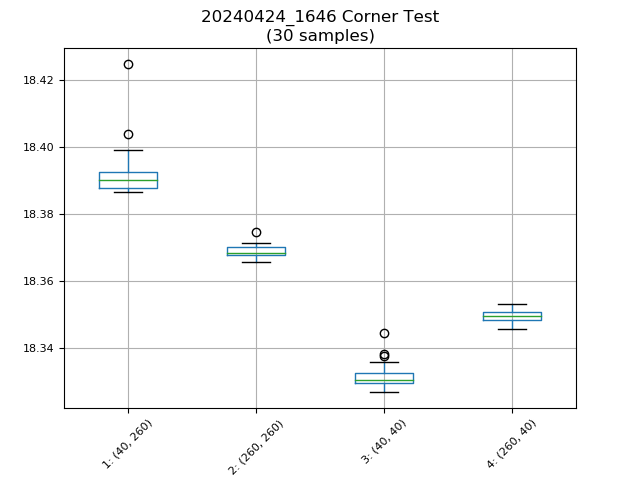 20240424_1646 Corner Test
(30 samples)
18.42
18.40
18.38
18.36
18.34
1: (40, 260)
2: (260, 260)
3: (40, 40)
4: (260, 40)